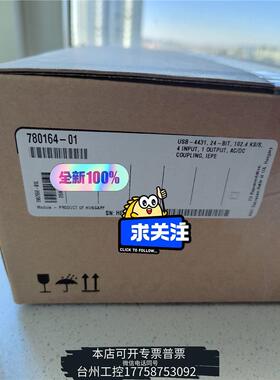 780164-01
USB-4431, 24-BIT, 102.4 KS/S,
4 INPUT, 1 OUTPUT, AC/DC
COUPLING, IEPE
全新100%
Module - PRODUCT OF HUNGARY
SN:
求关注
CLICK TO FOLLOW...
本店可开专票普票
台州工控17758753092